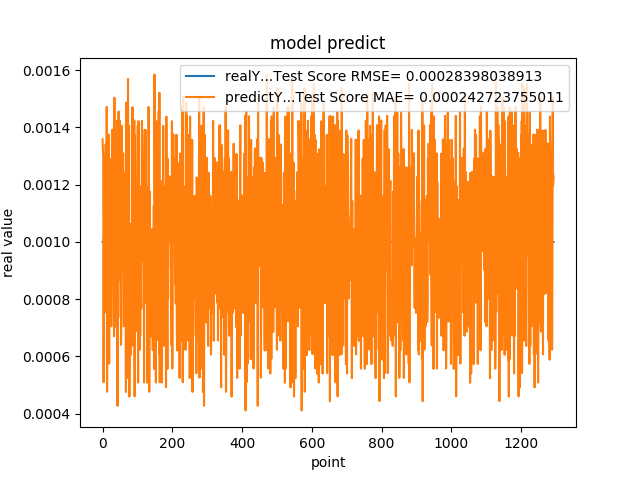 model predict
realY...Test Score RMSE= 0.00028398038913
predictY...Test Score MAE= 0.000242723755011
0.0016
0.0014
0.0012
0.0010
0.0008
0.0006
0.0004
real value
0 200 400 600 800 1000 1200
point